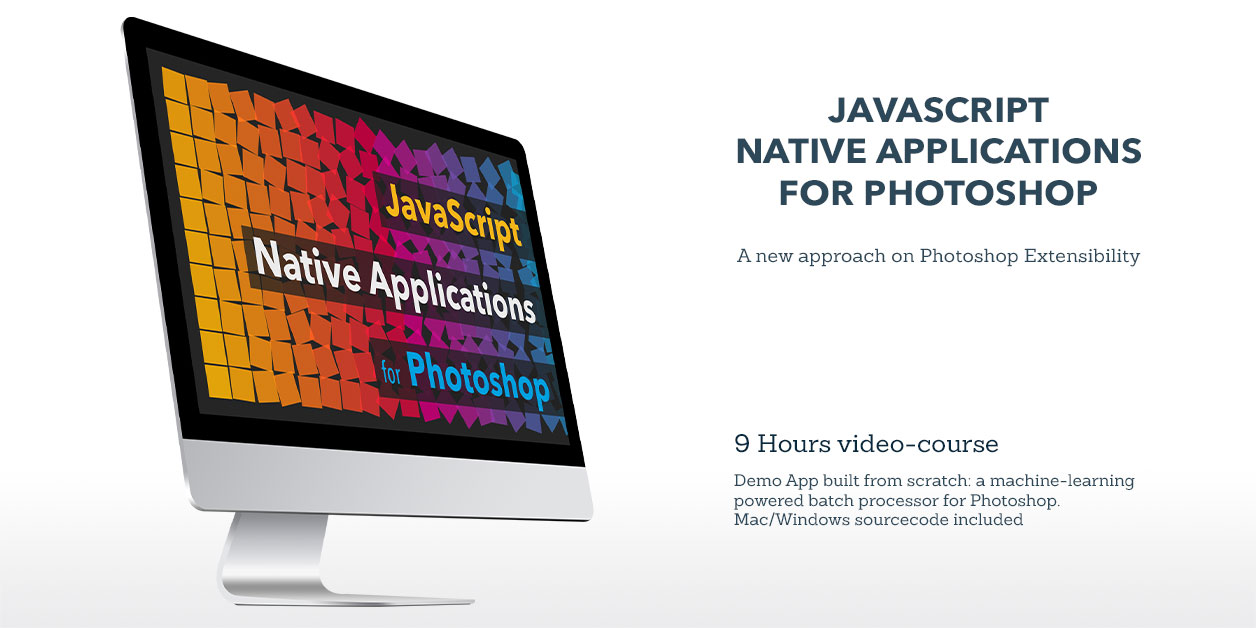 JavaScript
Native Applications
for Photoshop
JAVASCRIPT
NATIVE APPLICATIONS
FOR PHOTOSHOP
A new approach on Photoshop Extensibility
9 Hours video-course
Demo App built from scratch: a machine-learning
powered batch processor for Photoshop.
Mac/Windows sourcecode included